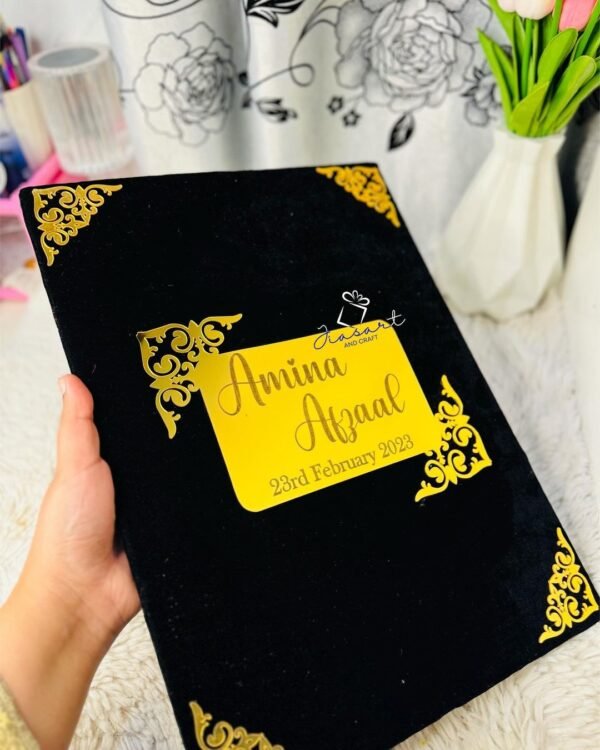 Jiasart
AND CRAFT
Amina
Afzaal
23rd February 2023